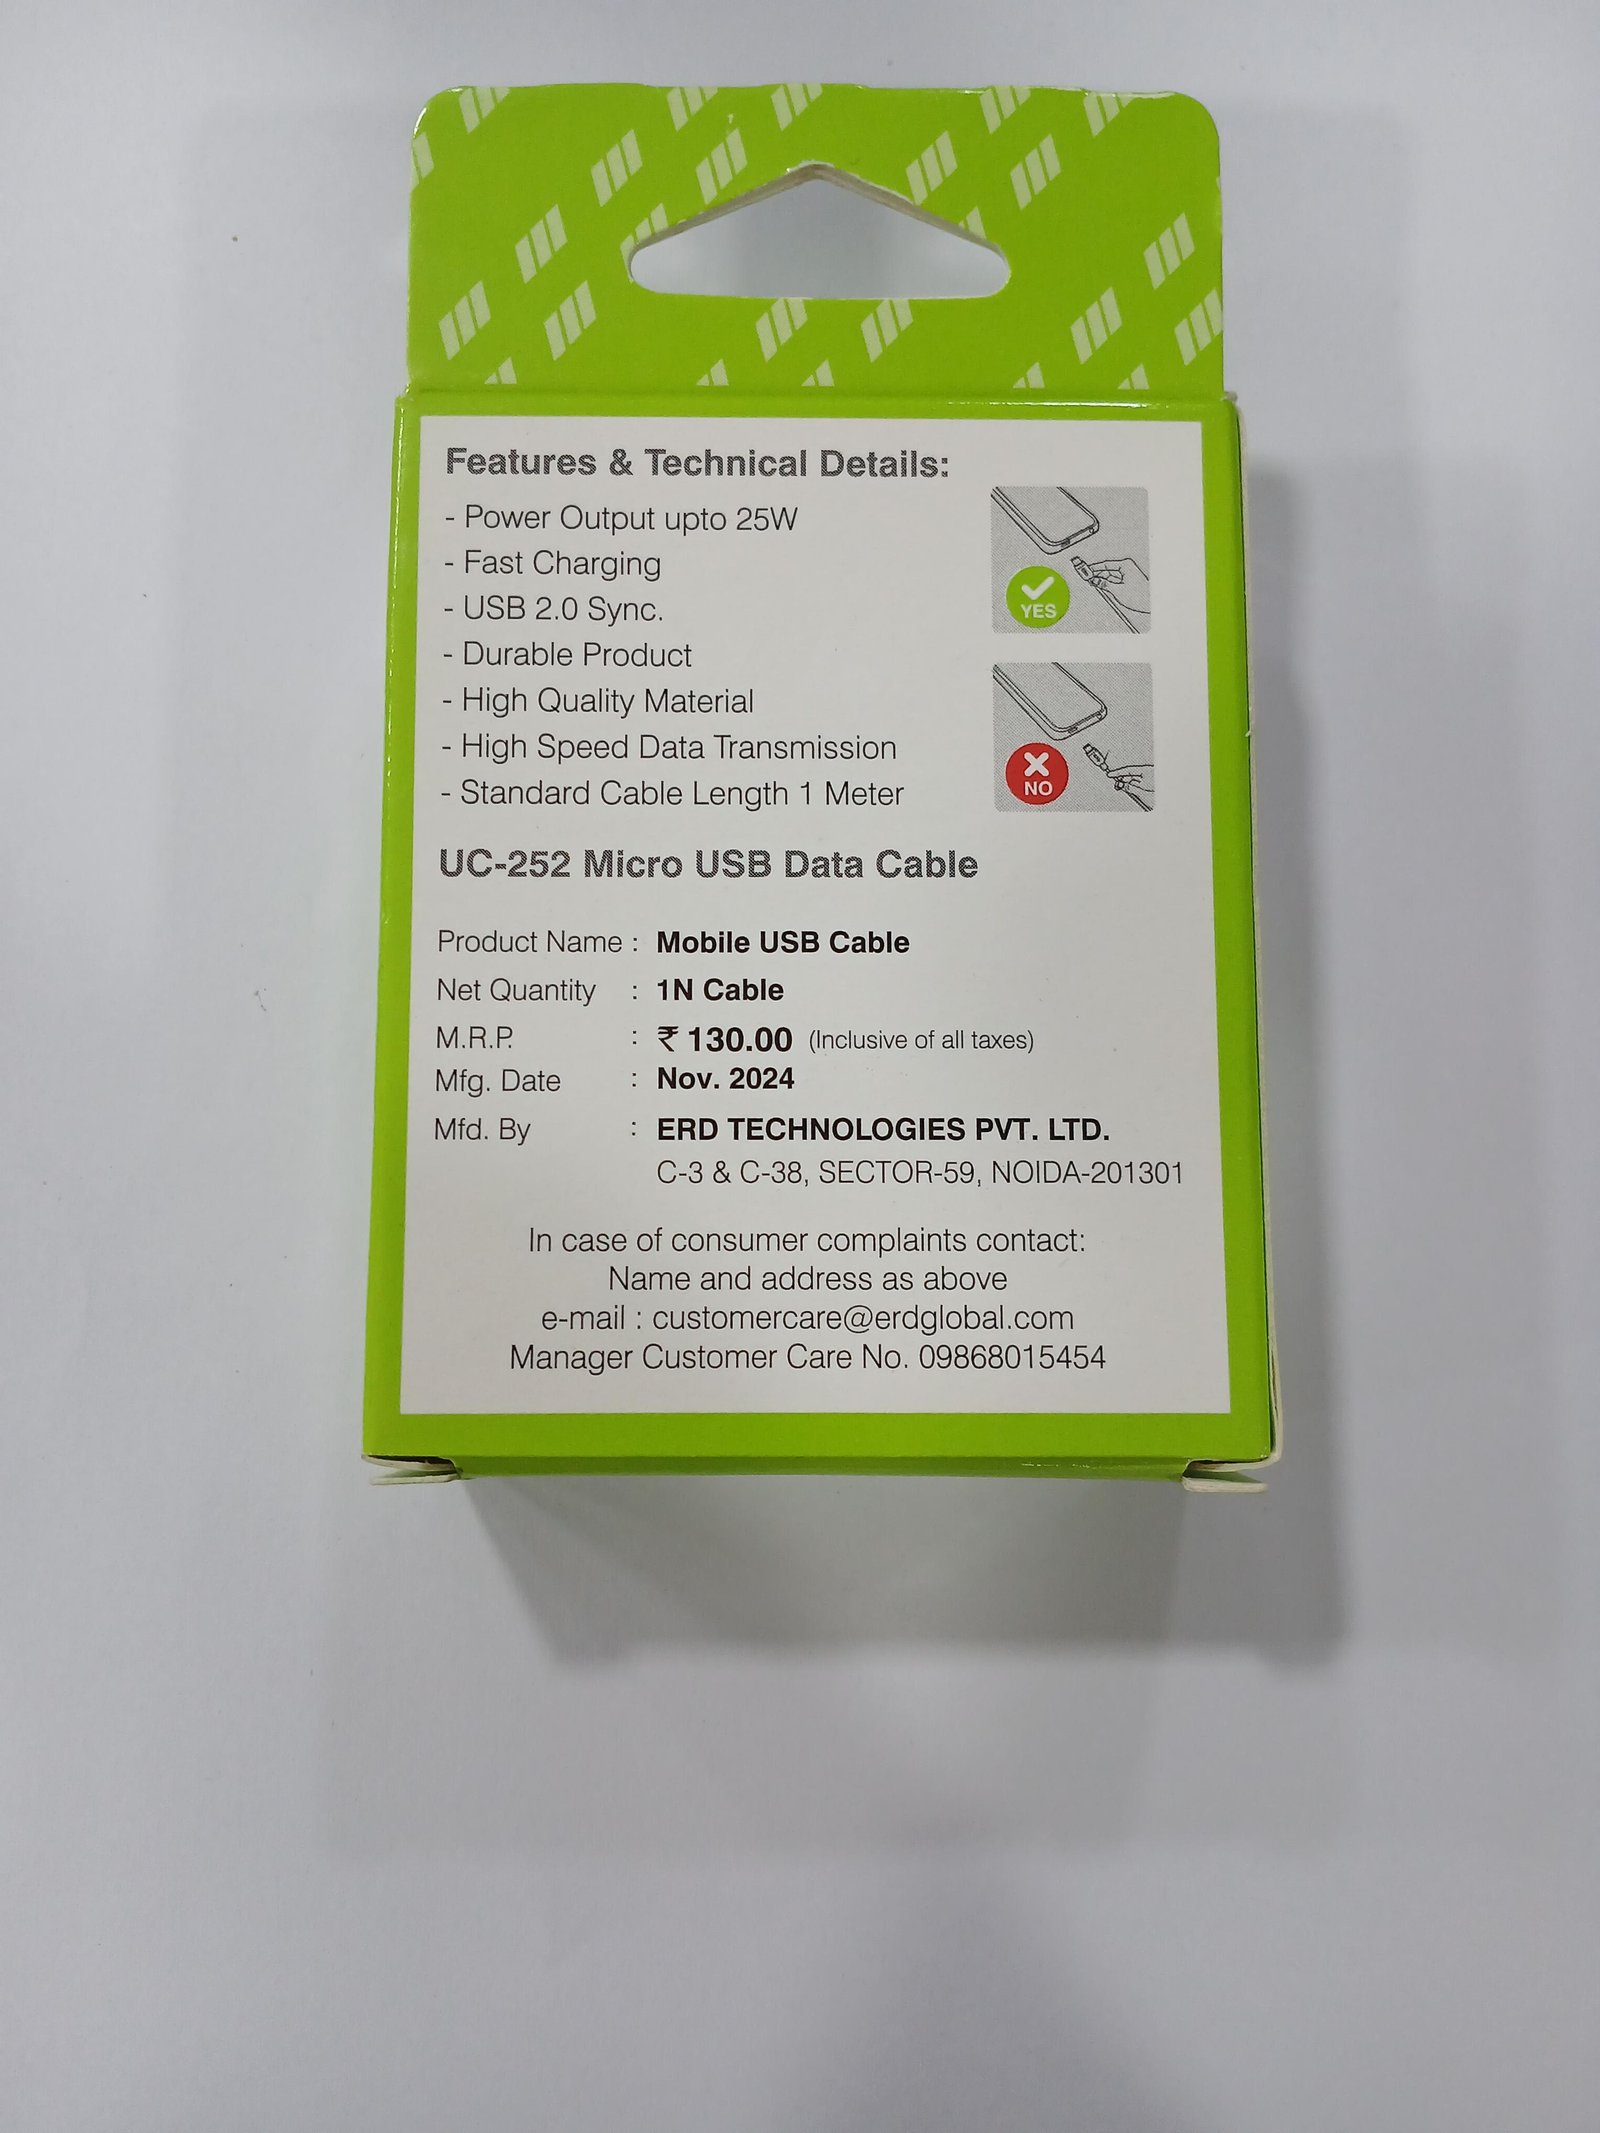 Features & Technical Details:
- Power Output upto 25W
- Fast Charging
- USB 2.0 Sync.
- Durable Product
- High Quality Material
- High Speed Data Transmission
- Standard Cable Length 1 Meter
YES
NO
UC-252 Micro USB Data Cable
Product Name : Mobile USB Cable
Net Quantity : 1N Cable
M.R.P. : ₹ 130.00 (Inclusive of all taxes)
Mfg. Date : Nov. 2024
Mfd. By : ERD TECHNOLOGIES PVT. LTD.
C-3 & C-38, SECTOR-59, NOIDA-201301
In case of consumer complaints contact:
Name and address as above
e-mail : customercare@erdglobal.com
Manager Customer Care No. 09868015454